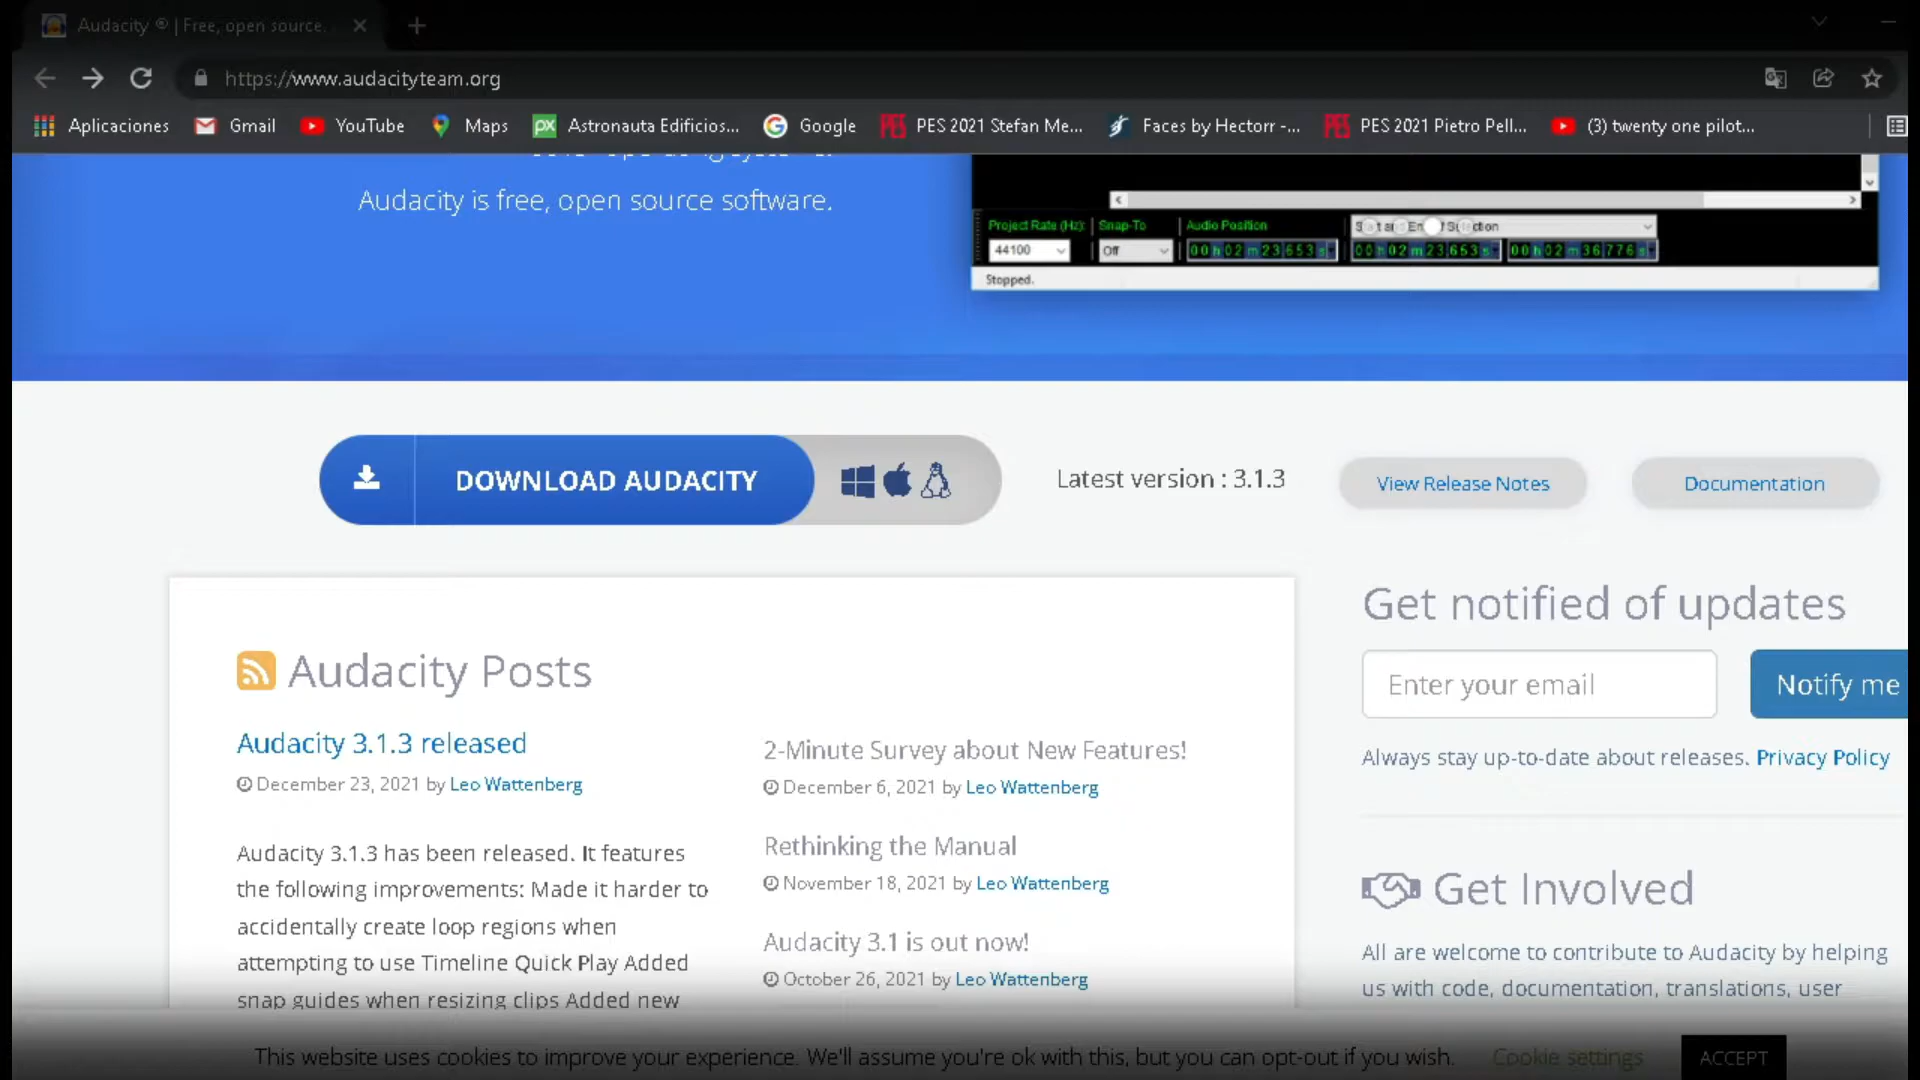 Audacity ® | Free, open source,
https://www.audacityteam.org
Aplicaciones Gmail YouTube Maps px Astronauta Edificios... Google PES 2021 Stefan Me... Faces by Hectorr -... PES 2021 Pietro Pell... (3) twenty one pilot...
Audacity is free, open source software.
Project Rate (Hz): Snap-To Audio Position
44100 Off 00h02m23,653s 00h02m23,653s 00h02m36,776s
Stopped.
DOWNLOAD AUDACITY
Latest version : 3.1.3
View Release Notes
Documentation
Audacity Posts
Audacity 3.1.3 released
December 23, 2021 by Leo Wattenberg
Audacity 3.1.3 has been released. It features
the following improvements: Made it harder to
accidentally create loop regions when
attempting to use Timeline Quick Play Added
snap guides when resizing clips Added new
2-Minute Survey about New Features!
December 6, 2021 by Leo Wattenberg
Rethinking the Manual
November 18, 2021 by Leo Wattenberg
Audacity 3.1 is out now!
October 26, 2021 by Leo Wattenberg
Get notified of updates
Enter your email
Notify me
Always stay up-to-date about releases. Privacy Policy
Get Involved
All are welcome to contribute to Audacity by helping
us with code, documentation, translations, user
This website uses cookies to improve your experience. We'll assume you're ok with this, but you can opt-out if you wish. Cookie settings ACCEPT